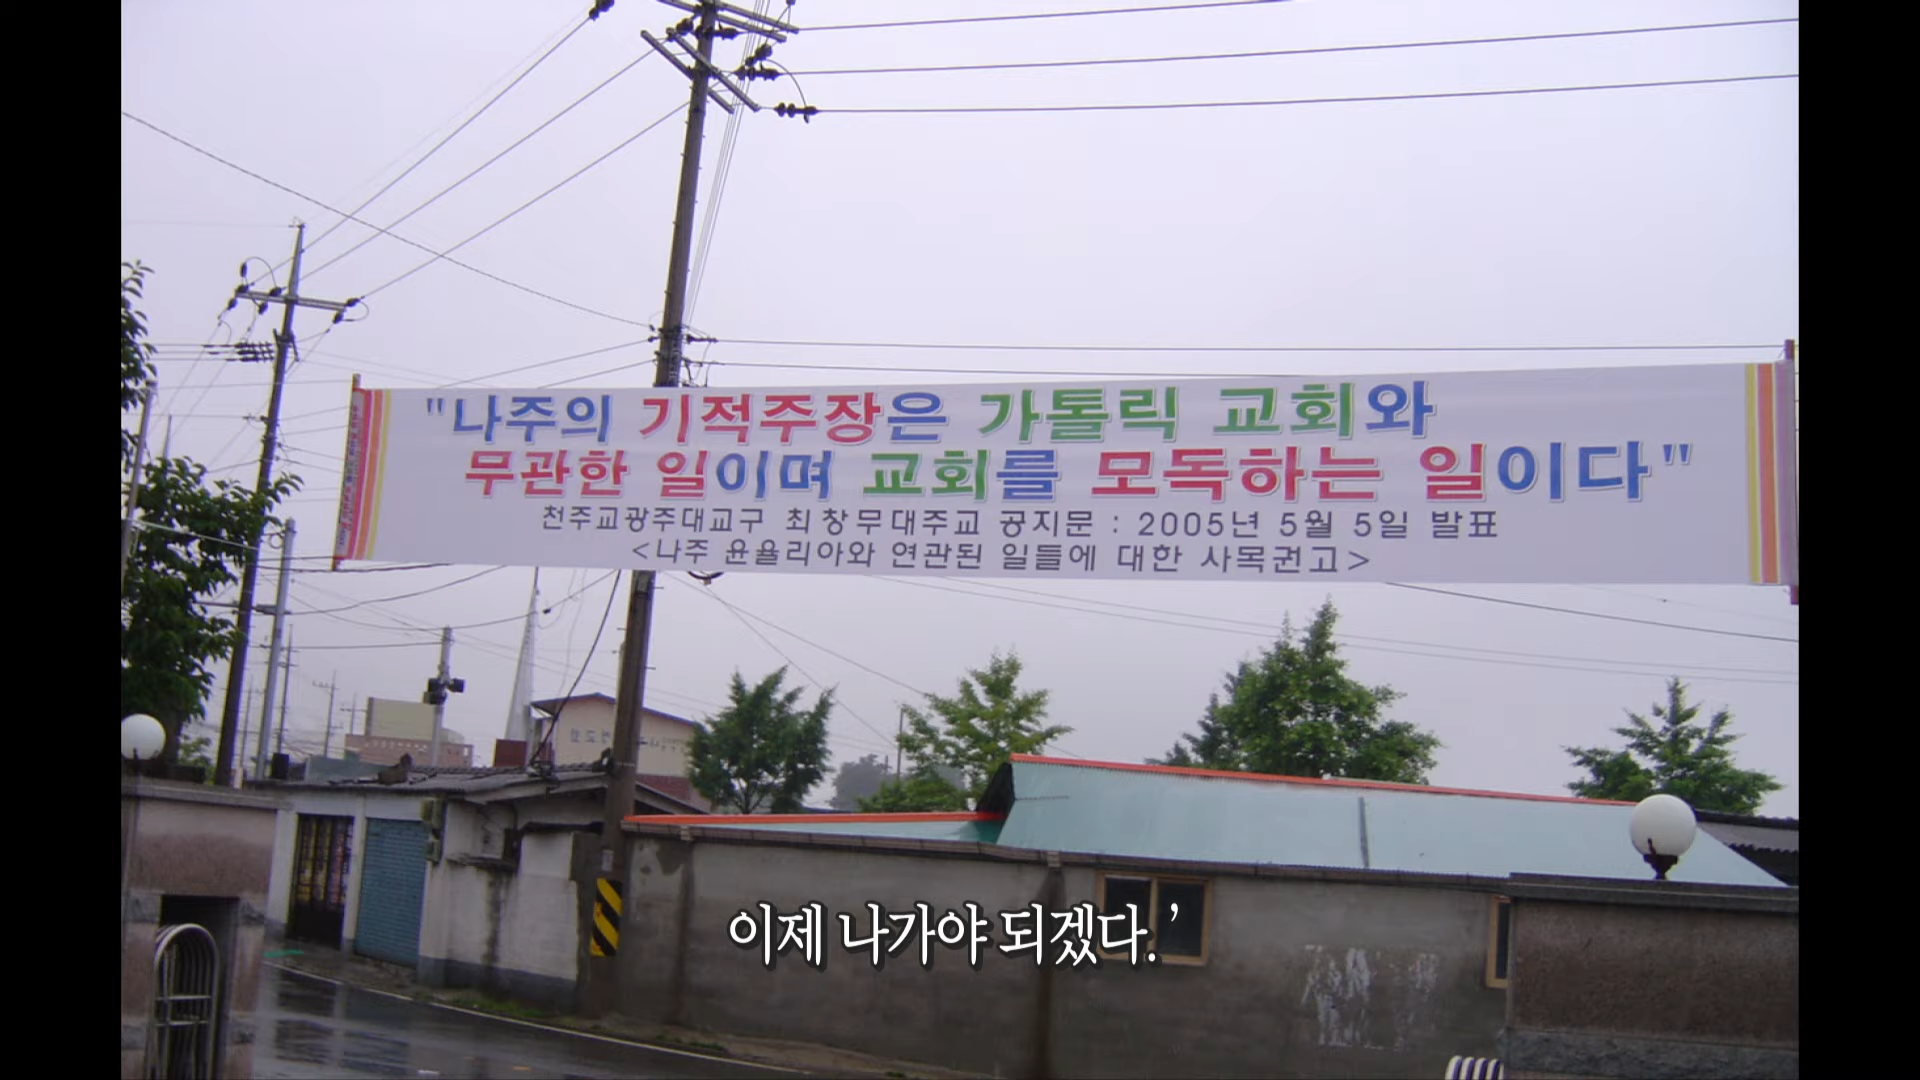 "나주의 기적주장은 가톨릭 교회와
무관한 일이며 교회를 모독하는 일이다"
천주교광주대교구 최창무대주교 공지문 : 2005년 5월 5일 발표
<나주 윤율리아와 연관된 일들에 대한 사목권고>
이제 나가야 되겠다.’